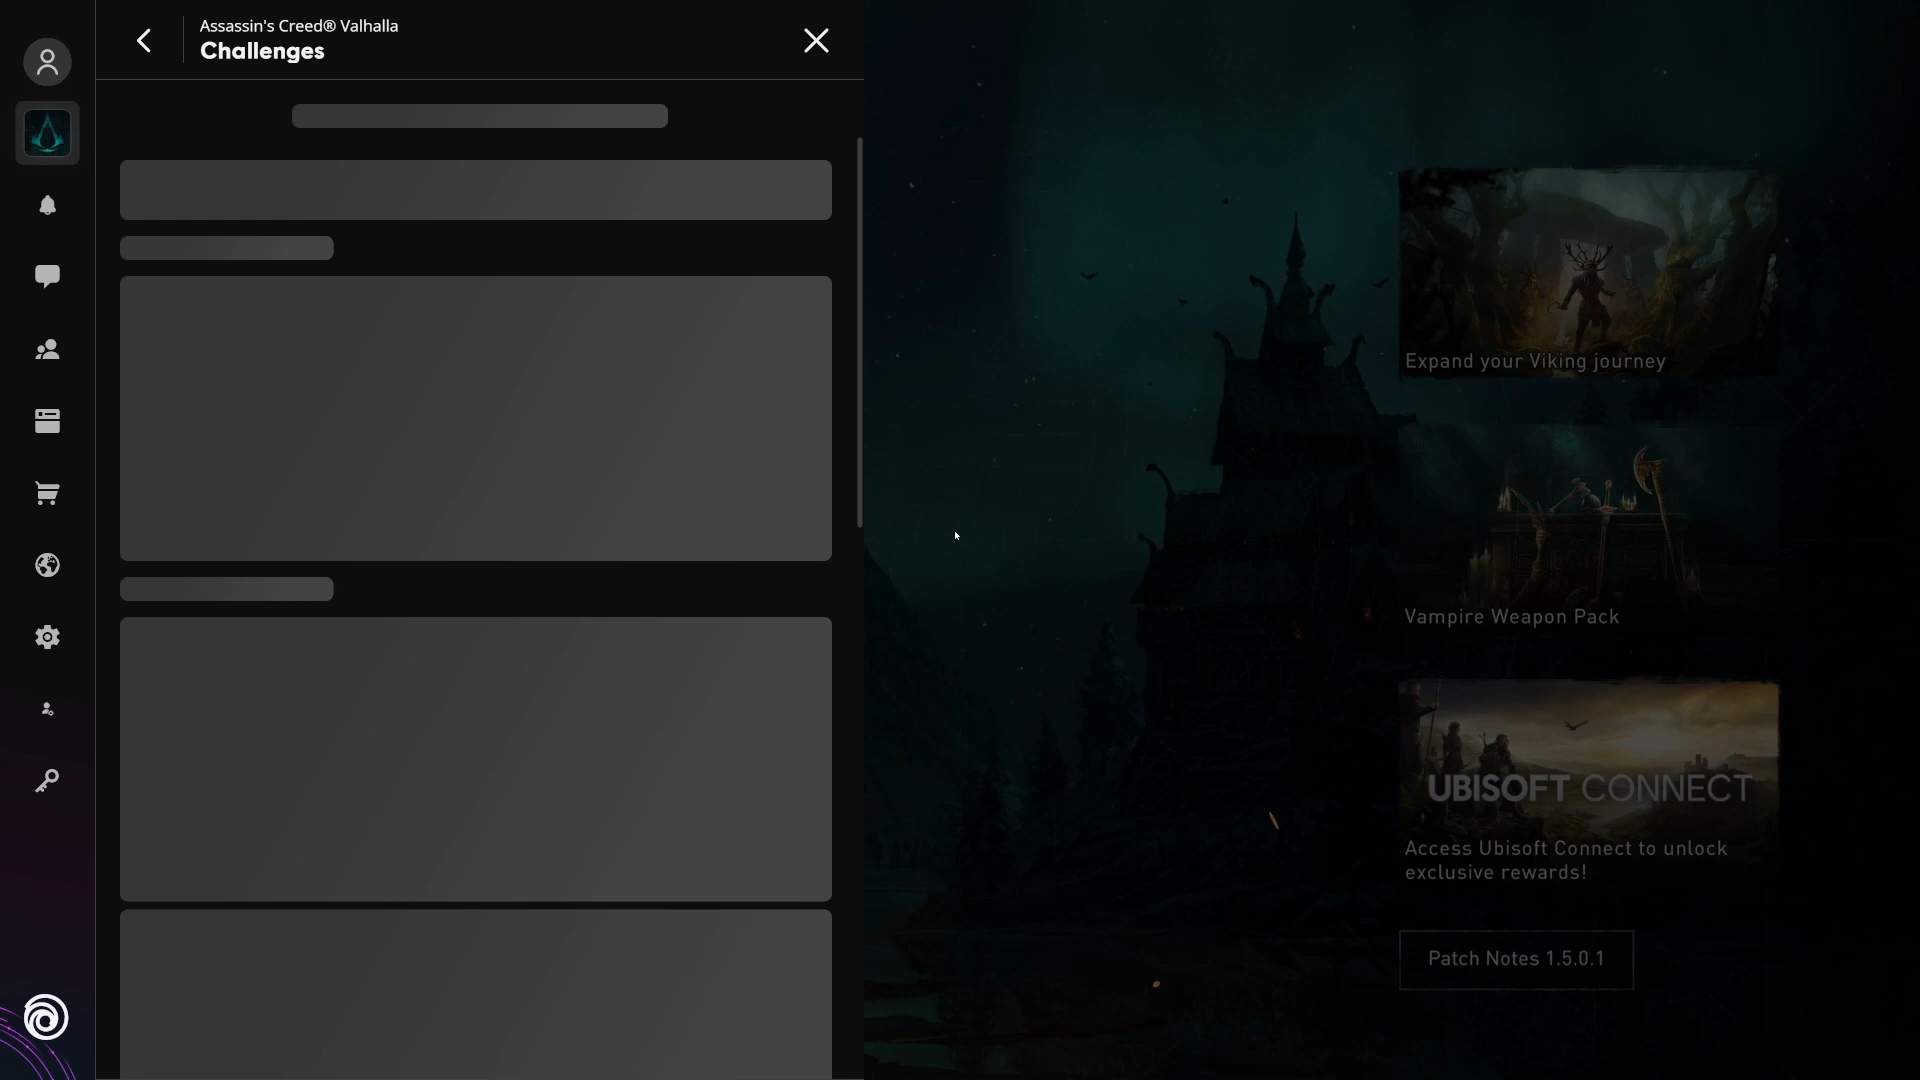 Assassin's Creed® Valhalla
Challenges
Expand your Viking journey
Vampire Weapon Pack
UBISOFT CONNECT
Access Ubisoft Connect to unlock
exclusive rewards!
Patch Notes 1.5.0.1